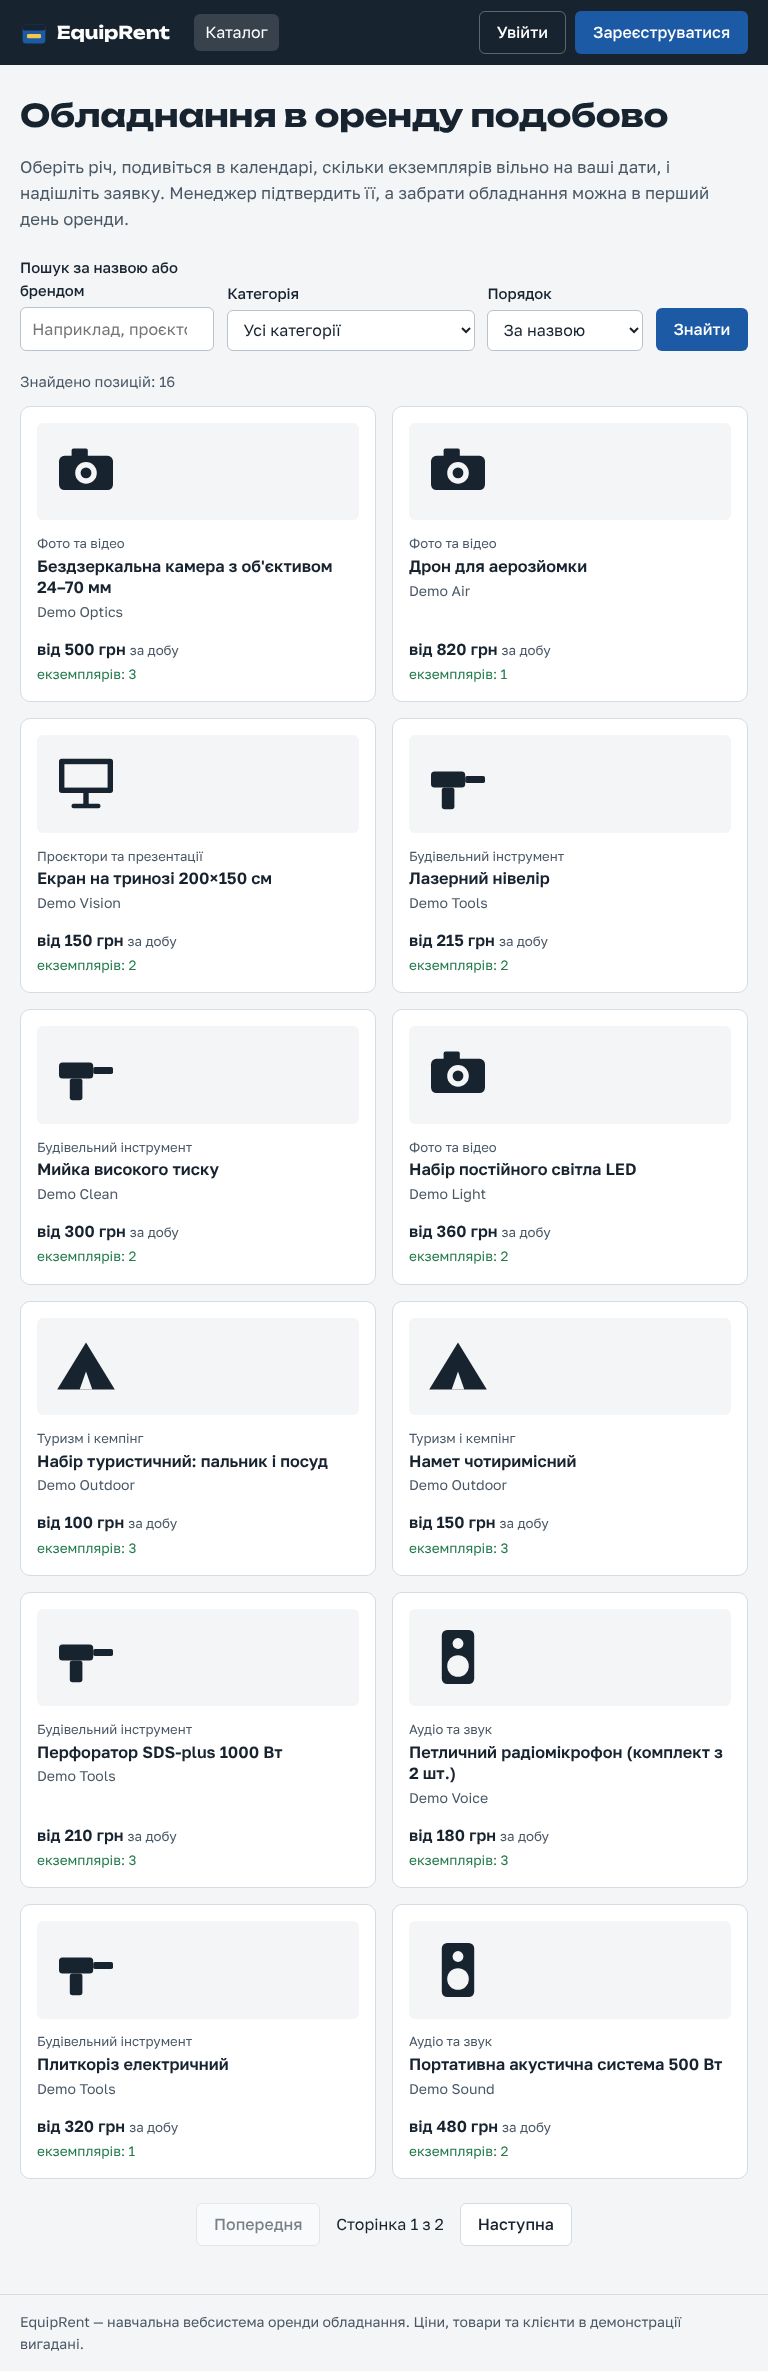 EquipRent
Каталог
Увійти
Зареєструватися
Обладнання в оренду подобово
Оберіть річ, подивіться в календарі, скільки екземплярів вільно на ваші дати, і
надішліть заявку. Менеджер підтвердить її, а забрати обладнання можна в перший
день оренди.
Пошук за назвою або
брендом
Категорія
Порядок
Наприклад, проєкто
Усі категорії
За назвою
Знайти
Знайдено позицій: 16
Фото та відео
Бездзеркальна камера з об'єктивом
24–70 мм
Demo Optics
від 500 грн за добу
екземплярів: 3
Фото та відео
Дрон для аерозйомки
Demo Air
від 820 грн за добу
екземплярів: 1
Проєктори та презентації
Екран на тринозі 200×150 см
Demo Vision
від 150 грн за добу
екземплярів: 2
Будівельний інструмент
Лазерний нівелір
Demo Tools
від 215 грн за добу
екземплярів: 2
Будівельний інструмент
Мийка високого тиску
Demo Clean
від 300 грн за добу
екземплярів: 2
Фото та відео
Набір постійного світла LED
Demo Light
від 360 грн за добу
екземплярів: 2
Туризм і кемпінг
Набір туристичний: пальник і посуд
Demo Outdoor
від 100 грн за добу
екземплярів: 3
Туризм і кемпінг
Намет чотиримісний
Demo Outdoor
від 150 грн за добу
екземплярів: 3
Будівельний інструмент
Перфоратор SDS-plus 1000 Вт
Demo Tools
від 210 грн за добу
екземплярів: 3
Аудіо та звук
Петличний радіомікрофон (комплект з
2 шт.)
Demo Voice
від 180 грн за добу
екземплярів: 3
Будівельний інструмент
Плиткоріз електричний
Demo Tools
від 320 грн за добу
екземплярів: 1
Аудіо та звук
Портативна акустична система 500 Вт
Demo Sound
від 480 грн за добу
екземплярів: 2
Попередня
Сторінка 1 з 2
Наступна
EquipRent — навчальна вебсистема оренди обладнання. Ціни, товари та клієнти в демонстрації
вигадані.